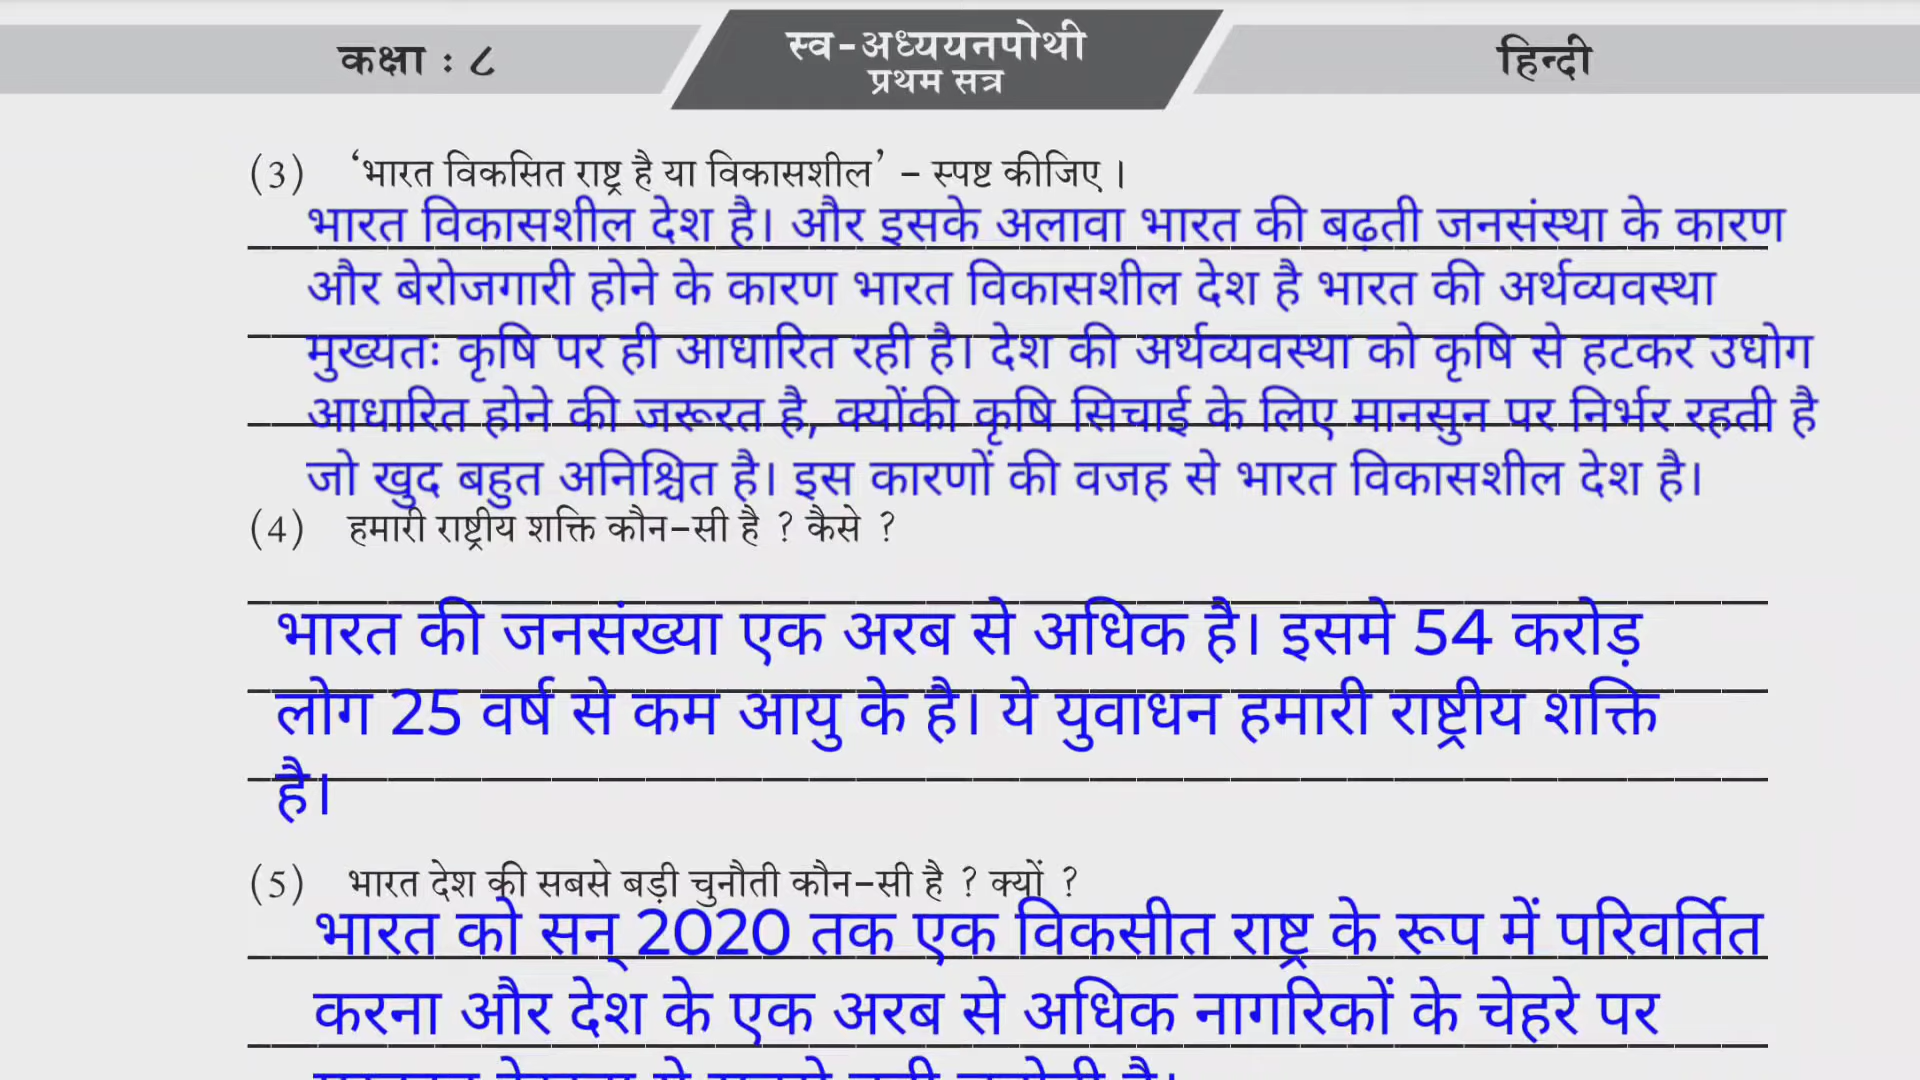 कक्षा : ८
स्व-अध्ययनपोथी
प्रथम सत्र
हिन्दी
(3) ‘भारत विकसित राष्ट्र है या विकासशील’ – स्पष्ट कीजिए ।
भारत विकासशील देश है। और इसके अलावा भारत की बढ़ती जनसंस्था के कारण
और बेरोजगारी होने के कारण भारत विकासशील देश है भारत की अर्थव्यवस्था
मुख्यतः कृषि पर ही आधारित रही है। देश की अर्थव्यवस्था को कृषि से हटकर उधोग
आधारित होने की जरूरत है, क्योंकी कृषि सिचाई के लिए मानसुन पर निर्भर रहती है
जो खुद बहुत अनिश्चित है। इस कारणों की वजह से भारत विकासशील देश है।
(4) हमारी राष्ट्रीय शक्ति कौन-सी है ? कैसे ?
भारत की जनसंख्या एक अरब से अधिक है। इसमे 54 करोड़
लोग 25 वर्ष से कम आयु के है। ये युवाधन हमारी राष्ट्रीय शक्ति
है।
(5) भारत देश की सबसे बड़ी चुनौती कौन-सी है ? क्यों ?
भारत को सन् 2020 तक एक विकसीत राष्ट्र के रूप में परिवर्तित
करना और देश के एक अरब से अधिक नागरिकों के चेहरे पर